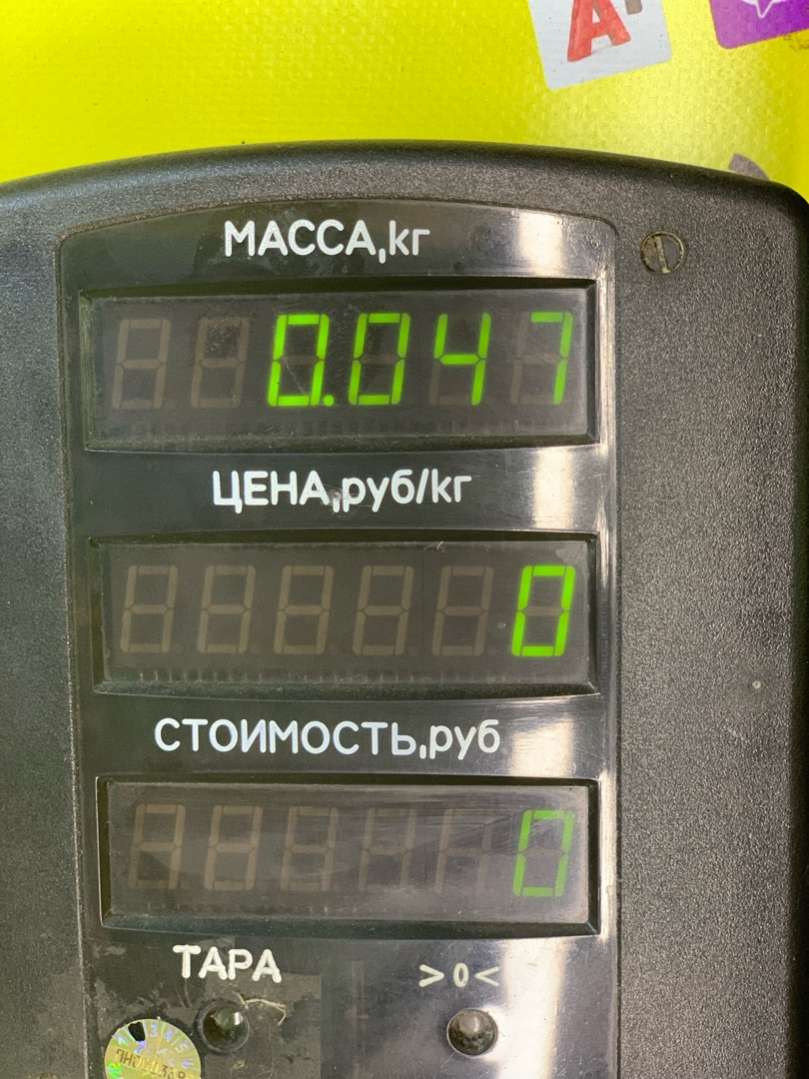 МАССА,кг
0.047
ЦЕНА,руб/кг
0
СТОИМОСТЬ,руб
0
ТАРА >0<